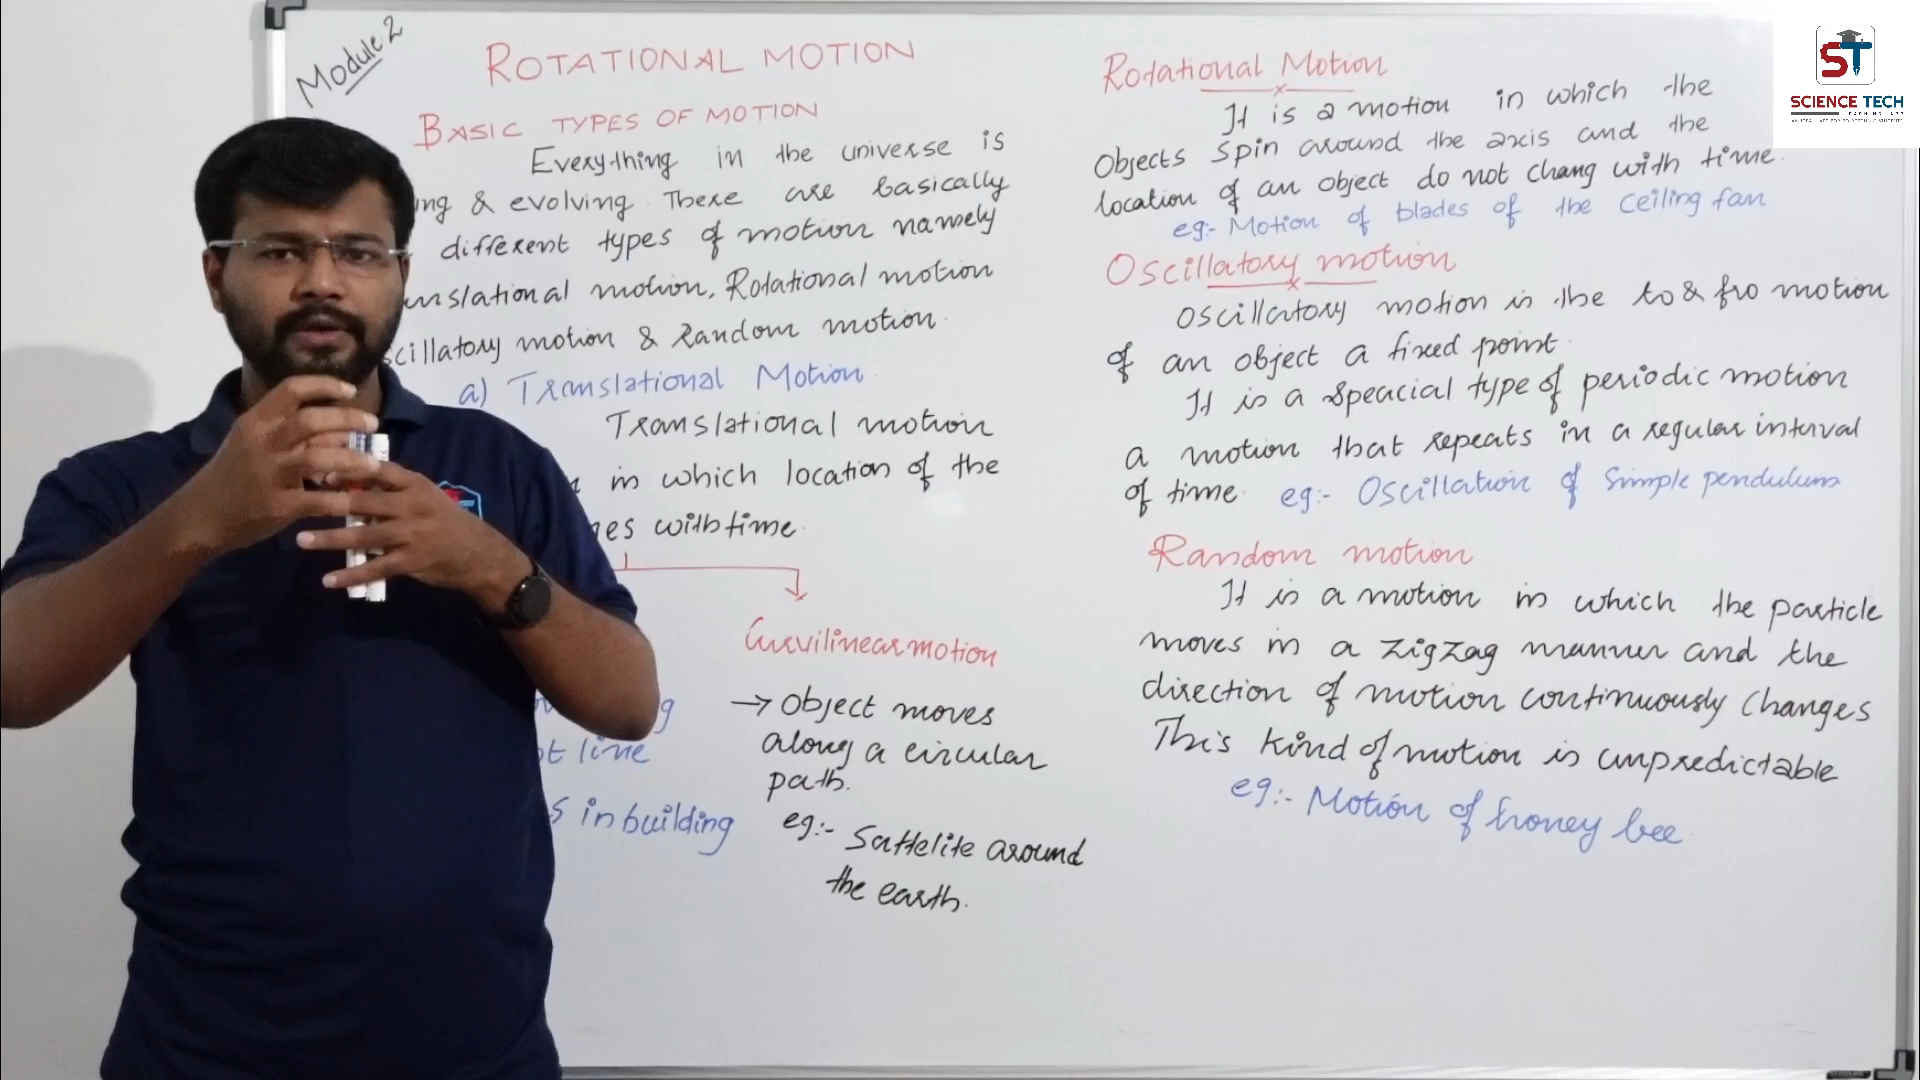 Module 2
ROTATIONAL MOTION
BASIC TYPES OF MOTION
Everything in the universe is
ing & evolving. There are basically
different types of motion namely
anslational motion, Rotational motion
scillatory motion & Random motion.
a) Translational Motion
Translational motion
in which location of the
es with time.
Curvilinear motion
→ Object moves
along a circular
path.
eg:- Sattelite around
the earth.
g
line
s in building
Rotational Motion
It is a motion in which the
Objects spin around the axis and the
location of an object do not chang with time.
eg:- Motion of blades of the ceiling fan
Oscillatory motion
Oscillatory motion is the to & fro motion
of an object a fixed point.
It is a speacial type of periodic motion
a motion that repeats in a regular interval
of time. eg:- Oscillation of Simple pendulum
Random motion
It is a motion in which the particle
moves in a zigzag manner and the
direction of motion continuously changes
This kind of motion is unpredictable
eg:- Motion of honey bee.
ST
SCIENCE TECH
LEARNING APP